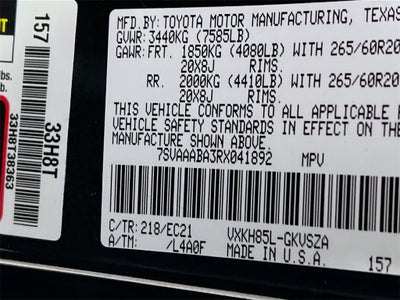 MFD.BY: TOYOTA MOTOR MANUFACTURING, TEXAS
GVWR: 3440KG (7585LB)
GAWR: FRT. 1850KG (4080LB) WITH 265/60R20
20X8J RIMS.
RR. 2000KG (4410LB) WITH 265/60R20
20X8J RIMS.
THIS VEHICLE CONFORMS TO ALL APPLICABLE F
VEHICLE SAFETY STANDARDS IN EFFECT ON THE
MANUFACTURE SHOWN ABOVE.
7SVAAABA3RX041892 MPV
C/TR: 218/EC21 VXKH85L-GKVSZA
A/TM: /L4A0F MADE IN U.S.A.
157
157
33H8T
33H8T38363
lbs.